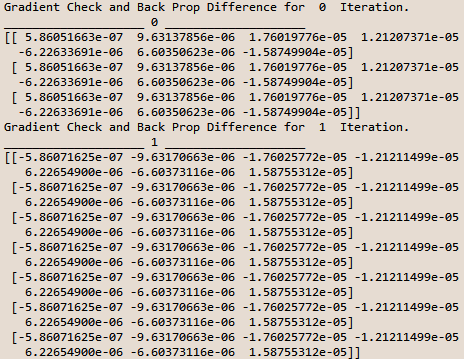 Gradient Check and Back Prop Difference for  0  Iteration.
____________________ 0 ____________________
[[ 5.86051663e-07  9.63137856e-06  1.76019776e-05  1.21207371e-05
  -6.22633691e-06  6.60350623e-06 -1.58749904e-05]
 [ 5.86051663e-07  9.63137856e-06  1.76019776e-05  1.21207371e-05
  -6.22633691e-06  6.60350623e-06 -1.58749904e-05]
 [ 5.86051663e-07  9.63137856e-06  1.76019776e-05  1.21207371e-05
  -6.22633691e-06  6.60350623e-06 -1.58749904e-05]]
Gradient Check and Back Prop Difference for  1  Iteration.
____________________ 1 ____________________
[[-5.86071625e-07 -9.63170663e-06 -1.76025772e-05 -1.21211499e-05
   6.22654900e-06 -6.60373116e-06  1.58755312e-05]
 [-5.86071625e-07 -9.63170663e-06 -1.76025772e-05 -1.21211499e-05
   6.22654900e-06 -6.60373116e-06  1.58755312e-05]
 [-5.86071625e-07 -9.63170663e-06 -1.76025772e-05 -1.21211499e-05
   6.22654900e-06 -6.60373116e-06  1.58755312e-05]
 [-5.86071625e-07 -9.63170663e-06 -1.76025772e-05 -1.21211499e-05
   6.22654900e-06 -6.60373116e-06  1.58755312e-05]
 [-5.86071625e-07 -9.63170663e-06 -1.76025772e-05 -1.21211499e-05
   6.22654900e-06 -6.60373116e-06  1.58755312e-05]
 [-5.86071625e-07 -9.63170663e-06 -1.76025772e-05 -1.21211499e-05
   6.22654900e-06 -6.60373116e-06  1.58755312e-05]
 [-5.86071625e-07 -9.63170663e-06 -1.76025772e-05 -1.21211499e-05
   6.22654900e-06 -6.60373116e-06  1.58755312e-05]]